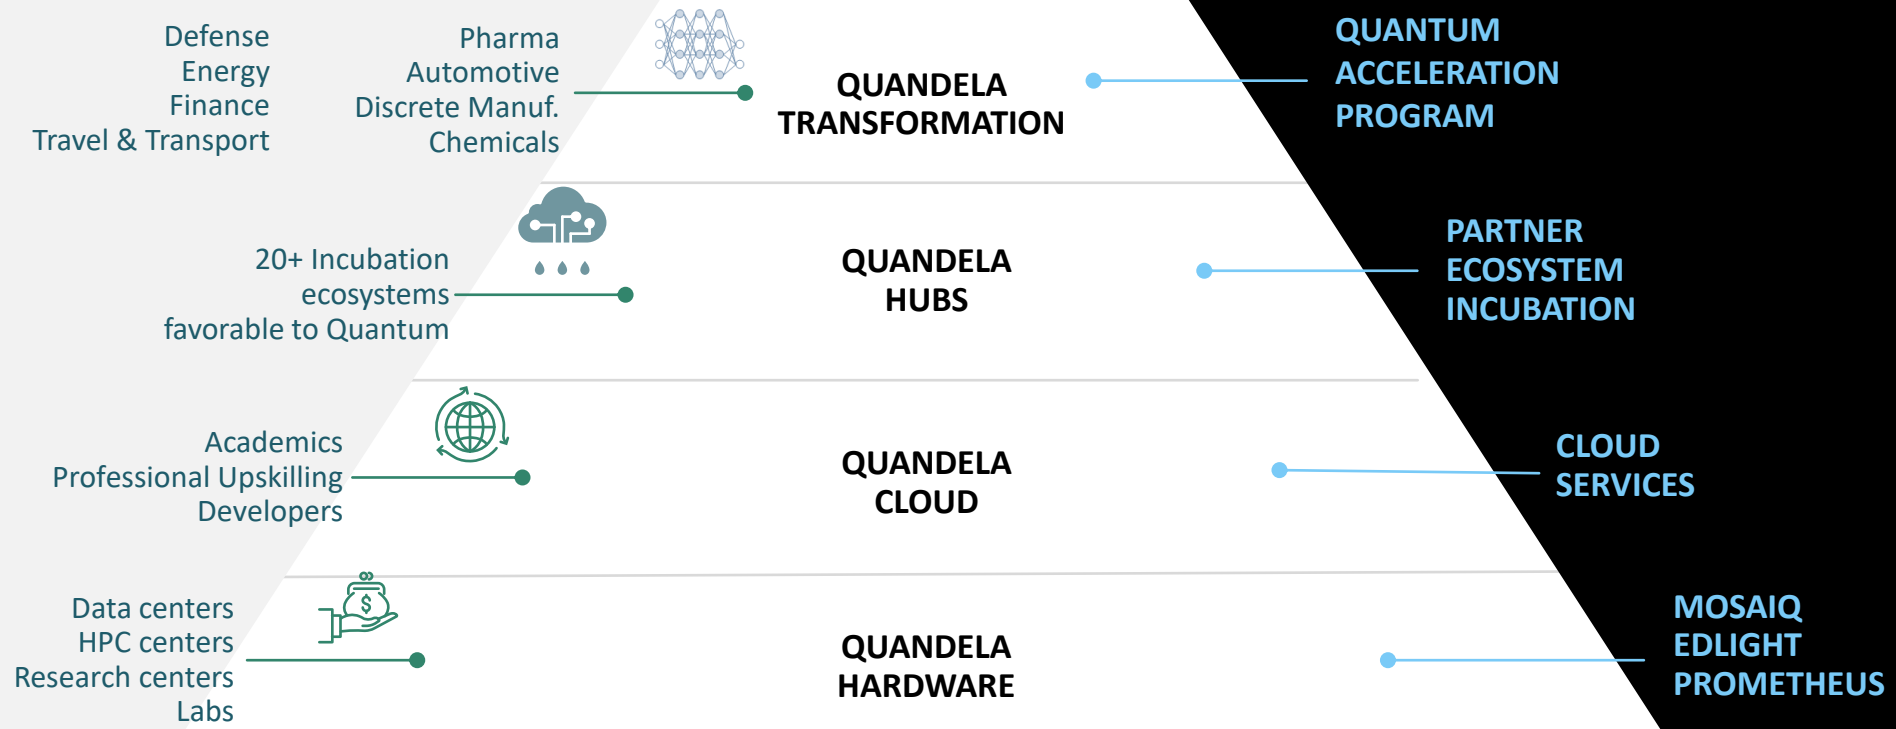 Defense
Energy
Finance
Travel & Transport
Pharma
Automotive
Discrete Manuf.
Chemicals
QUANDELA
TRANSFORMATION
QUANTUM
ACCELERATION
PROGRAM
20+ Incubation
ecosystems
favorable to Quantum
QUANDELA
HUBS
PARTNER
ECOSYSTEM
INCUBATION
Academics
Professional Upskilling
Developers
QUANDELA
CLOUD
CLOUD
SERVICES
Data centers
HPC centers
Research centers
Labs
$
QUANDELA
HARDWARE
MOSAIQ
EDLIGHT
PROMETHEUS